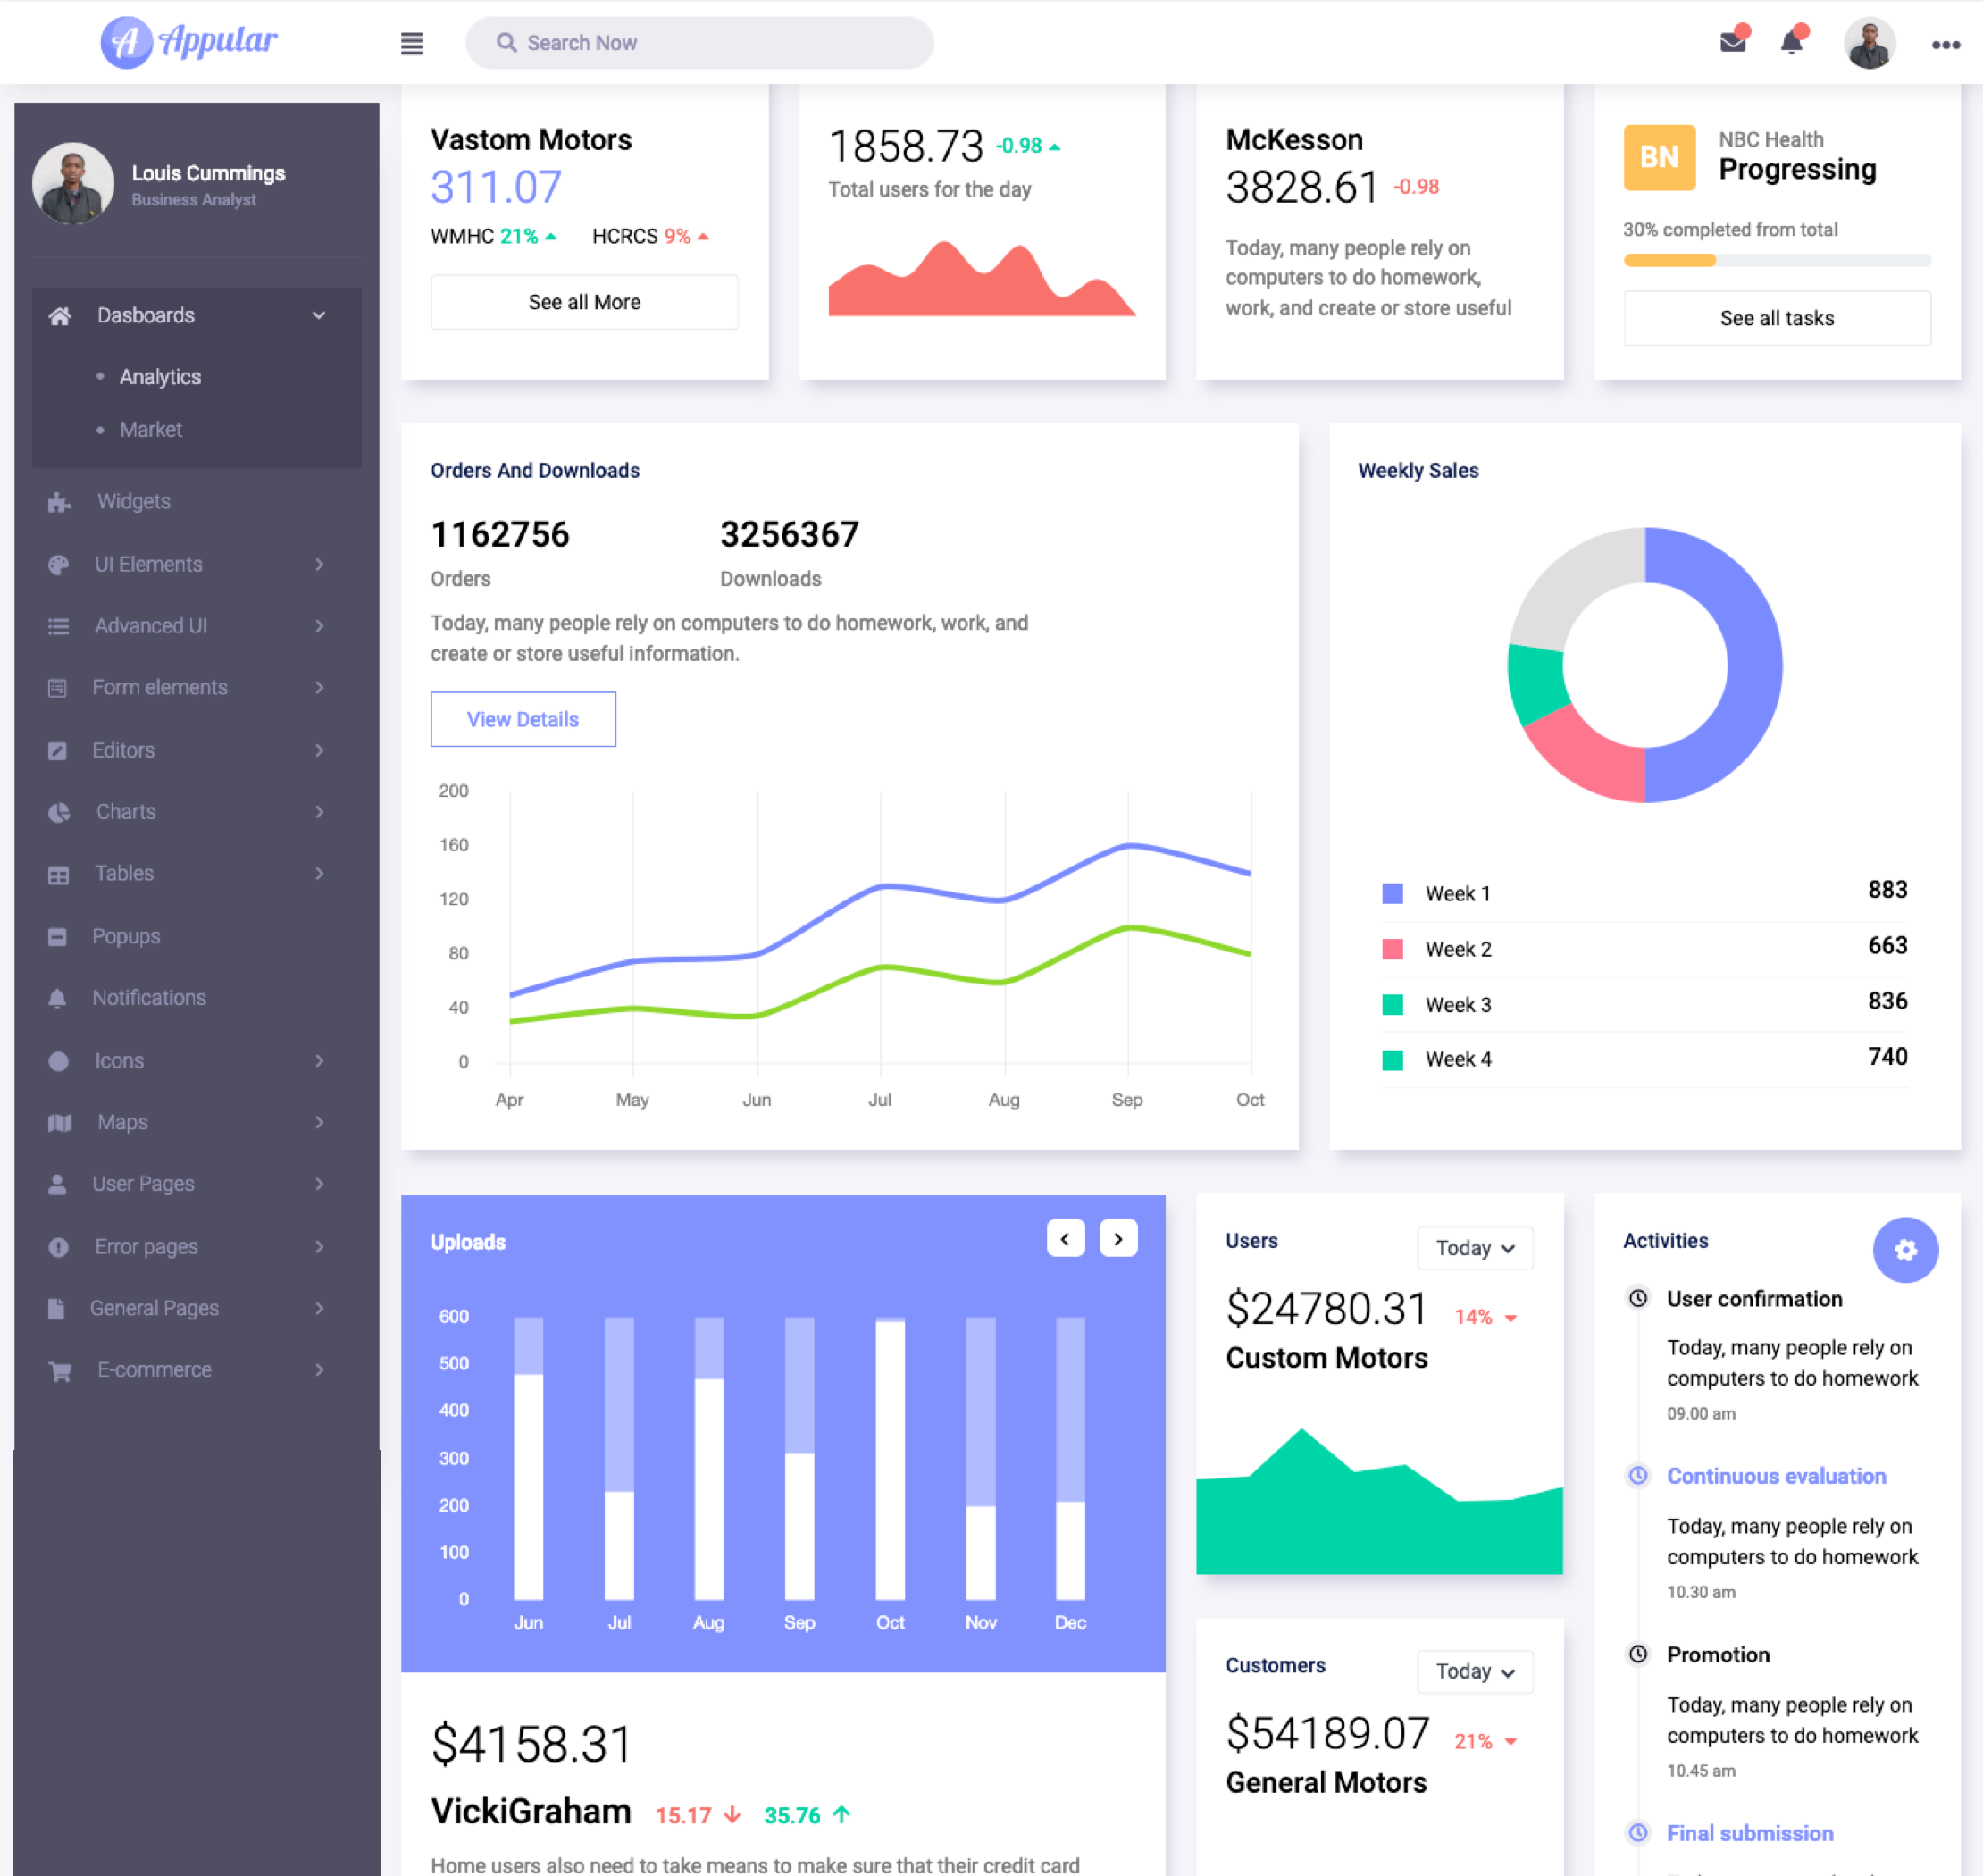 A Appular
Search Now
Louis Cummings
Business Analyst
Dasboards
Analytics
Market
Widgets
UI Elements
Advanced UI
Form elements
Editors
Charts
Tables
Popups
Notifications
Icons
Maps
User Pages
Error pages
General Pages
E-commerce
Vastom Motors
311.07
WMHC 21% HCRCS 9%
See all More
1858.73 -0.98
Total users for the day
McKesson
3828.61 -0.98
Today, many people rely on
computers to do homework,
work, and create or store useful
BN
NBC Health
Progressing
30% completed from total
See all tasks
Orders And Downloads
1162756 3256367
Orders Downloads
Today, many people rely on computers to do homework, work, and
create or store useful information.
View Details
200
160
120
80
40
0
Apr May Jun Jul Aug Sep Oct
Weekly Sales
Week 1 883
Week 2 663
Week 3 836
Week 4 740
Uploads
600
500
400
300
200
100
0
Jun Jul Aug Sep Oct Nov Dec
$4158.31
VickiGraham 15.17 35.76
Home users also need to take means to make sure that their credit card
Users Today
$24780.31 14%
Custom Motors
Customers Today
$54189.07 21%
General Motors
Activities
User confirmation
Today, many people rely on
computers to do homework
09.00 am
Continuous evaluation
Today, many people rely on
computers to do homework
10.30 am
Promotion
Today, many people rely on
computers to do homework
10.45 am
Final submission